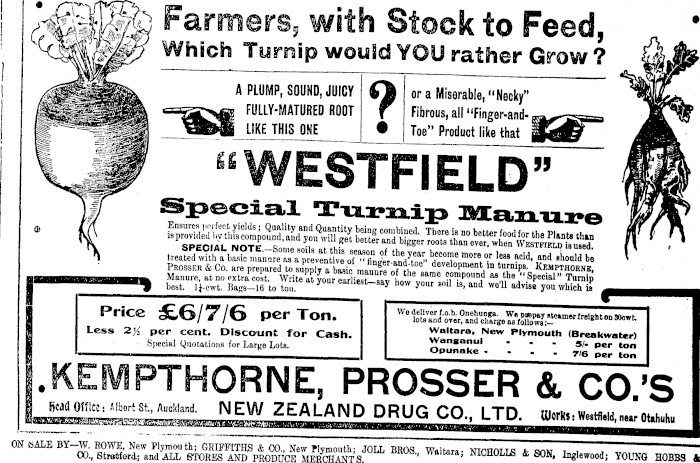 Farmers, with Stock to Feed,
Which Turnip would YOU rather Grow?
A PLUMP, SOUND, JUICY
FULLY-MATURED ROOT
LIKE THIS ONE
?
or a Miserable, "Necky"
Fibrous, all "Finger-and-
Toe" Product like that
"WESTFIELD"
Special Turnip Manure
Ensures perfect yields; Quality and Quantity being combined. There is no better food for the Plants than
is provided by this compound, and you will get better and bigger roots than ever, when WESTFIELD is used.
SPECIAL NOTE.—Some soils at this season of the year become more or less acid, and should be
treated with a basic manure as a preventive of "finger-and-toe" development in turnips. KEMPTHORNE,
PROSSER & CO. are prepared to supply a basic manure of the same compound as the "Special" Turnip
Manure, at no extra cost. Write at your earliest—say how your soil is, and we'll advise you which is
best. 1¼-cwt. Bags—16 to ton.
Price £6/7/6 per Ton.
Less 2½ per cent. Discount for Cash.
Special Quotations for Large Lots.
We deliver f.o.b. Onehunga. We prepay steamer freight on 30cwt.
lots and over, and charge as follows:—
Waitara, New Plymouth (Breakwater)
Wanganui - - - 5/- per ton
Opunake - - - 7/6 per ton
KEMPTHORNE, PROSSER & CO.'S
Head Office: Albert St., Auckland. NEW ZEALAND DRUG CO., LTD. Works: Westfield, near Otahuhu
ON SALE BY—W. ROWE, New Plymouth; GRIFFITHS & CO., New Plymouth; JOLL BROS., Waitara; NICHOLLS & SON, Inglewood; YOUNG HOBBS &
CO., Stratford; and ALL STORES AND PRODUCE MERCHANTS.